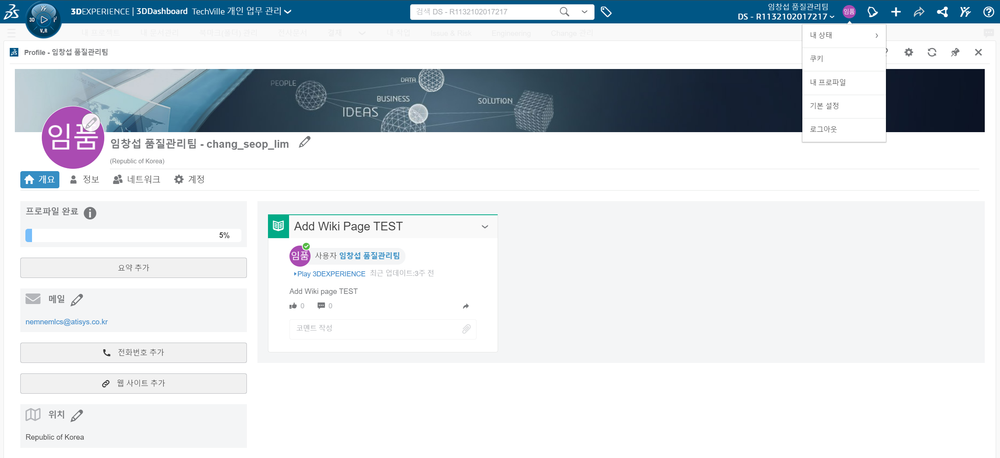 3DEXPERIENCE | 3DDashboard TechVille 개인 업무 관리
검색 DS - R1132102017217
임창섭 품질관리팀
DS - R1132102017217
임품
3D
V.R
내 프로젝트 내 문서관리 북마크(폴더) 관리 전사문서 결재 내 작업 Issue & Risk Engineering Change 관리
내 상태
쿠키
내 프로파일
기본 설정
로그아웃
Profile - 임창섭 품질관리팀
PEOPLE
DATA
BUSINESS
SOLUTION
IDEAS
임품
임창섭 품질관리팀 - chang_seop_lim
(Republic of Korea)
개요 정보 네트워크 계정
프로파일 완료
5%
요약 추가
메일
nemnemlcs@atisys.co.kr
전화번호 추가
웹 사이트 추가
위치
Republic of Korea
Add Wiki Page TEST
임품 사용자 임창섭 품질관리팀
Play 3DEXPERIENCE 최근 업데이트:3주 전
Add Wiki page TEST
0 0
코멘트 작성